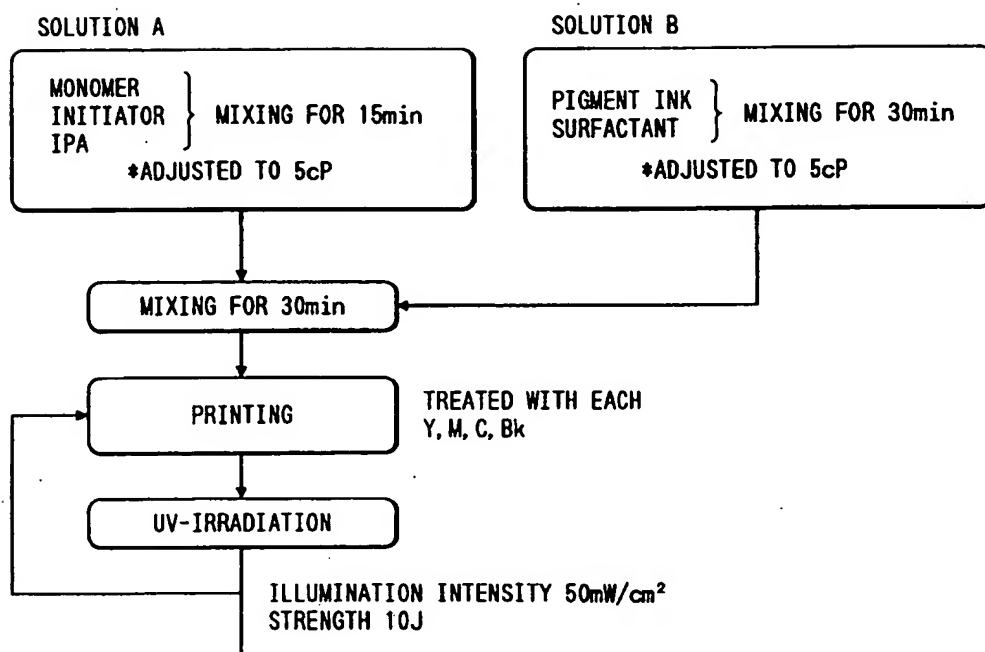 SOLUTION A
MONOMER
INITIATOR
IPA
MIXING FOR 15min
*ADJUSTED TO 5cP
SOLUTION B
PIGMENT INK
SURFACTANT
MIXING FOR 30min
*ADJUSTED TO 5cP
MIXING FOR 30min
PRINTING
TREATED WITH EACH
Y, M, C, Bk
UV-IRRADIATION
ILLUMINATION INTENSITY 50mW/cm²
STRENGTH 10J